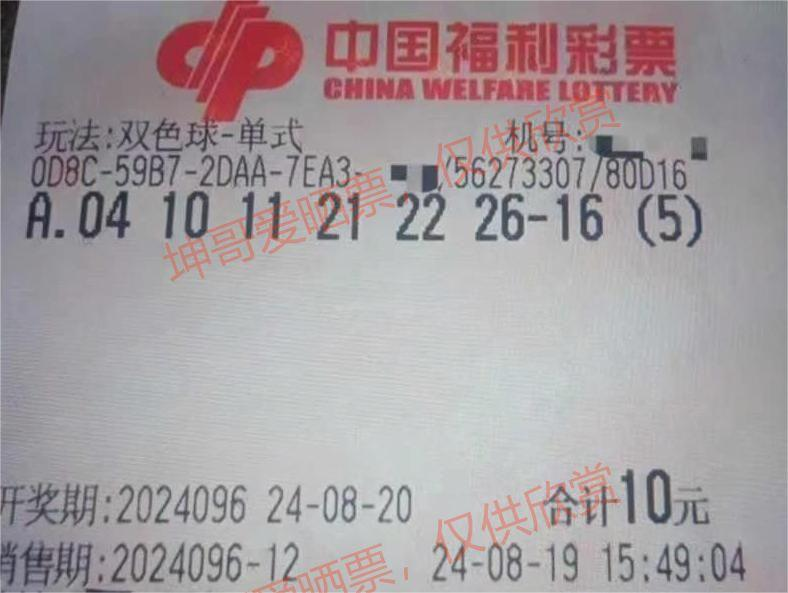 中国福利彩票
CHINA WELFARE LOTTERY
玩法:双色球-单式 机号:
0D8C-59B7-2DAA-7EA3- /56273307/80D16
A.04 10 11 21 22 26-16 (5)
坤哥爱晒票，仅供欣赏
开奖期:2024096 24-08-20 合计10元
销售期:2024096-12 24-08-19 15:49:04
爱晒票，仅供欣赏